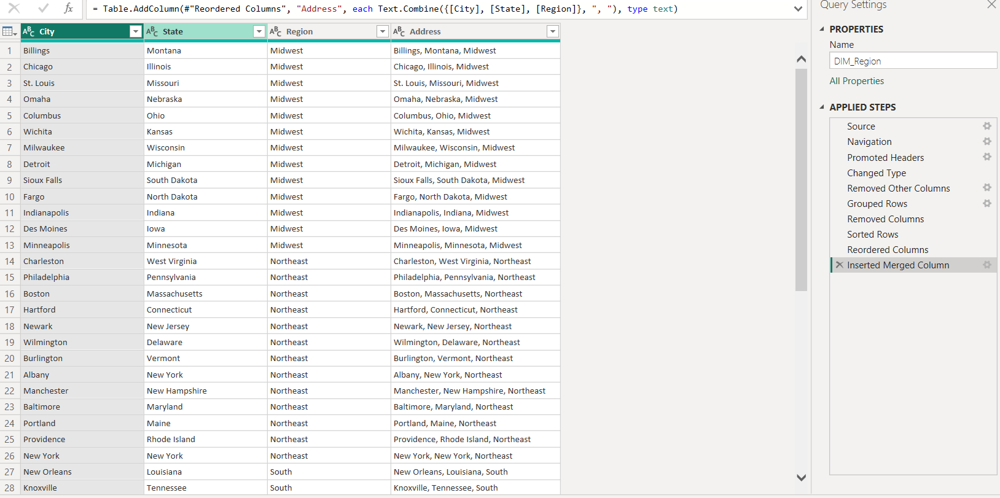 = Table.AddColumn(#"Reordered Columns", "Address", each Text.Combine({[City], [State], [Region]}, ", "), type text)
City State Region Address
1 Billings Montana Midwest Billings, Montana, Midwest
2 Chicago Illinois Midwest Chicago, Illinois, Midwest
3 St. Louis Missouri Midwest St. Louis, Missouri, Midwest
4 Omaha Nebraska Midwest Omaha, Nebraska, Midwest
5 Columbus Ohio Midwest Columbus, Ohio, Midwest
6 Wichita Kansas Midwest Wichita, Kansas, Midwest
7 Milwaukee Wisconsin Midwest Milwaukee, Wisconsin, Midwest
8 Detroit Michigan Midwest Detroit, Michigan, Midwest
9 Sioux Falls South Dakota Midwest Sioux Falls, South Dakota, Midwest
10 Fargo North Dakota Midwest Fargo, North Dakota, Midwest
11 Indianapolis Indiana Midwest Indianapolis, Indiana, Midwest
12 Des Moines Iowa Midwest Des Moines, Iowa, Midwest
13 Minneapolis Minnesota Midwest Minneapolis, Minnesota, Midwest
14 Charleston West Virginia Northeast Charleston, West Virginia, Northeast
15 Philadelphia Pennsylvania Northeast Philadelphia, Pennsylvania, Northeast
16 Boston Massachusetts Northeast Boston, Massachusetts, Northeast
17 Hartford Connecticut Northeast Hartford, Connecticut, Northeast
18 Newark New Jersey Northeast Newark, New Jersey, Northeast
19 Wilmington Delaware Northeast Wilmington, Delaware, Northeast
20 Burlington Vermont Northeast Burlington, Vermont, Northeast
21 Albany New York Northeast Albany, New York, Northeast
22 Manchester New Hampshire Northeast Manchester, New Hampshire, Northeast
23 Baltimore Maryland Northeast Baltimore, Maryland, Northeast
24 Portland Maine Northeast Portland, Maine, Northeast
25 Providence Rhode Island Northeast Providence, Rhode Island, Northeast
26 New York New York Northeast New York, New York, Northeast
27 New Orleans Louisiana South New Orleans, Louisiana, South
28 Knoxville Tennessee South Knoxville, Tennessee, South
Query Settings
PROPERTIES
Name
DIM_Region
All Properties
APPLIED STEPS
Source
Navigation
Promoted Headers
Changed Type
Removed Other Columns
Grouped Rows
Removed Columns
Sorted Rows
Reordered Columns
Inserted Merged Column